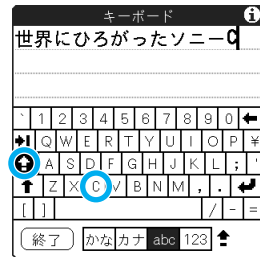 キーボード i
世界にひろがったソニーC
` 1 2 3 4 5 6 7 8 9 0
Q W E R T Y U I O P ¥
A S D F G H J K L ; '
Z X C V B N M , .
[ ] / - =
終了 かな カナ abc 123